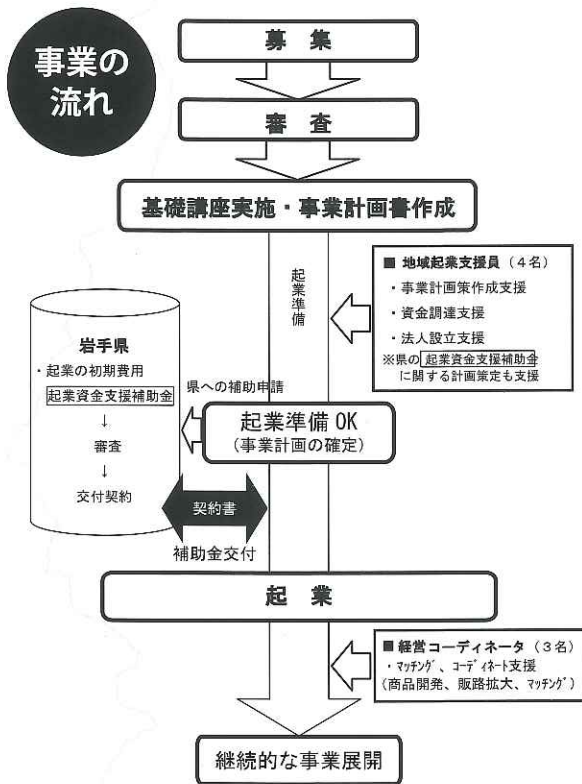 事業の
流れ
募 集
審 査
基礎講座実施・事業計画書作成
起業準備
■ 地域起業支援員（４名）
・事業計画策作成支援
・資金調達支援
・法人設立支援
※県の起業資金支援補助金
に関する計画策定も支援
岩手県
・起業の初期費用
起業資金支援補助金
↓
審査
↓
交付契約
県への補助申請
起業準備 OK
（事業計画の確定）
契約書
補助金交付
起 業
■ 経営コーディネータ（３名）
・ﾏｯﾁﾝｸﾞ、ｺｰﾃﾞｨﾈｰﾄ支援
(商品開発、販路拡大、ﾏｯﾁﾝｸﾞ)
継続的な事業展開